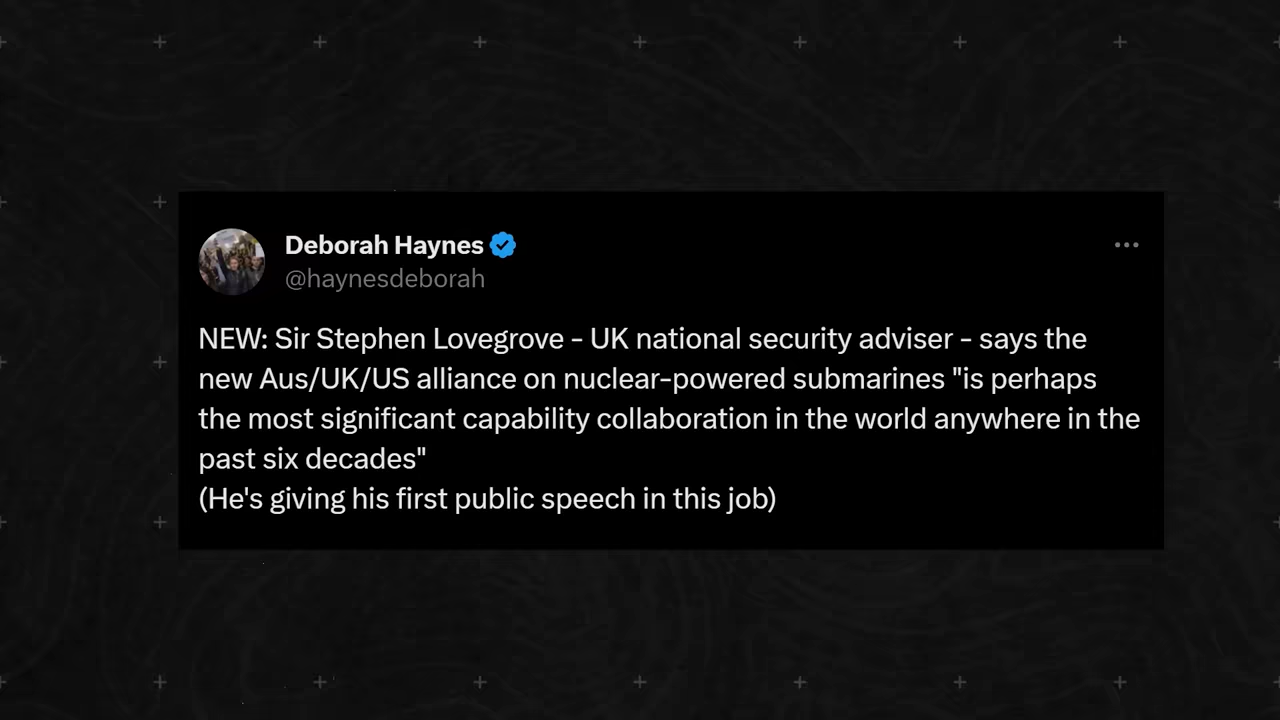 Deborah Haynes
@haynesdeborah
NEW: Sir Stephen Lovegrove – UK national security adviser – says the
new Aus/UK/US alliance on nuclear-powered submarines "is perhaps
the most significant capability collaboration in the world anywhere in the
past six decades"
(He's giving his first public speech in this job)